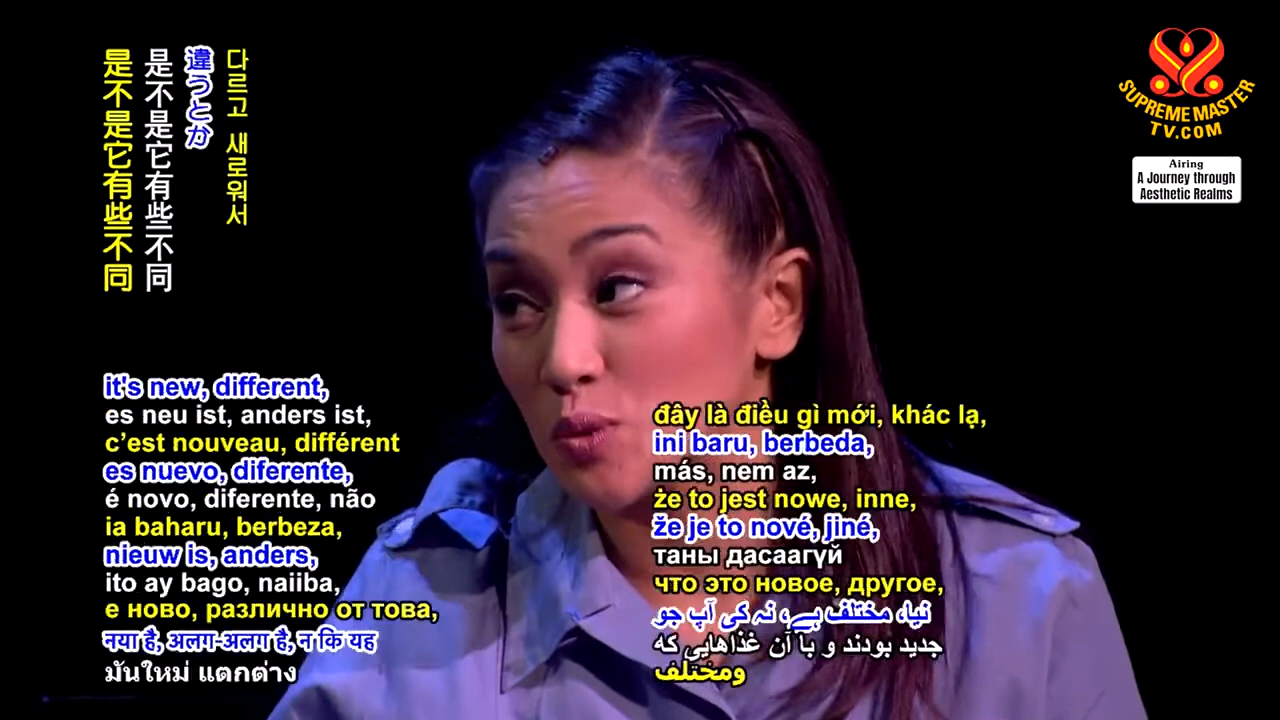 다르고 새로워서
違うとか
是不是它有些不同
是不是它有些不同
SUPREME MASTER
TV.COM
Airing
A Journey through
Aesthetic Realms
it's new, different,
es neu ist, anders ist,
c’est nouveau, différent
es nuevo, diferente,
é novo, diferente, não
ia baharu, berbeza,
nieuw is, anders,
ito ay bago, naiiba,
е ново, различно от това,
नया है, अलग-अलग है, न कि यह
มันใหม่ แตกต่าง
đây là điều gì mới, khác lạ,
ini baru, berbeda,
más, nem az,
że to jest nowe, inne,
že je to nové, jiné,
таны дасаагүй
что это новое, другое,
نیا، مختلف ہے، نہ کی آپ جو
جدید بودند و با آن غذاهایی که
ومختلف